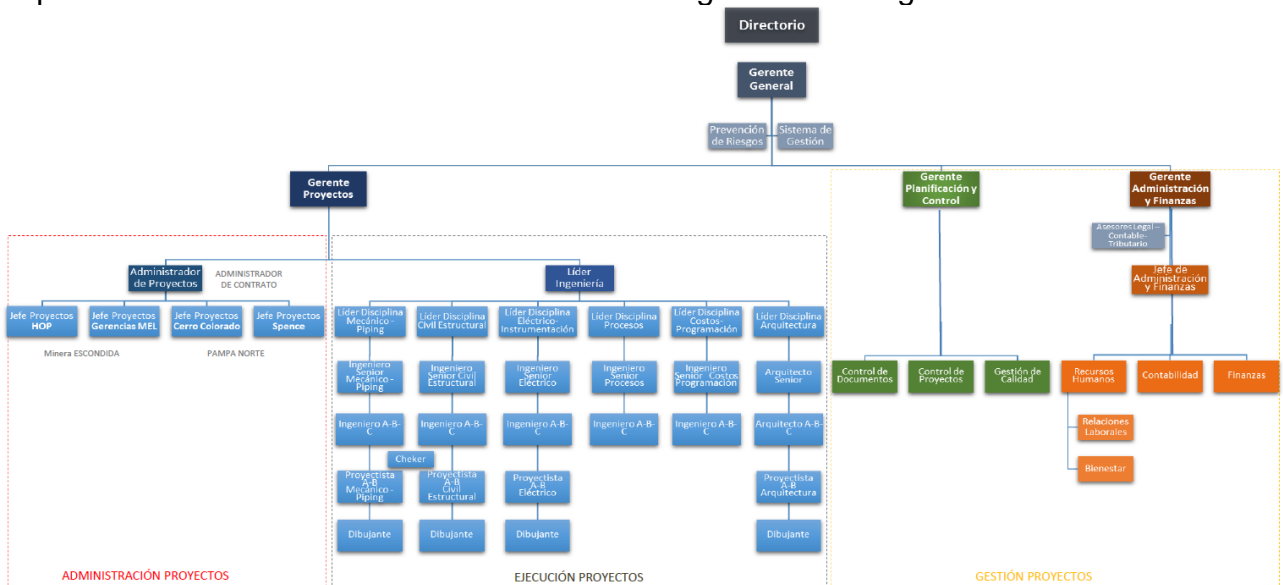 Directorio
Gerente
General
Prevención
de Riesgos
Sistema de
Gestión
Gerente
Proyectos
Gerente
Planificación y
Control
Gerente
Administración
y Finanzas
Asesores Legal –
Contable-
Tributario
Administrador
de Proyectos
ADMINISTRADOR
DE CONTRATO
Líder
Ingeniería
Jefe de
Administración
y Finanzas
Jefe Proyectos
HOP
Jefe Proyectos
Gerencias MEL
Jefe Proyectos
Cerro Colorado
Jefe Proyectos
Spence
Minera ESCONDIDA
PAMPA NORTE
Líder Disciplina
Mecánico -
Piping
Líder Disciplina
Civil Estructural
Líder Disciplina
Eléctrico-
Instrumentación
Líder Disciplina
Procesos
Líder Disciplina
Costos-
Programación
Líder Disciplina
Arquitectura
Ingeniero
Senior
Mecánico -
Piping
Ingeniero
Senior Civil
Estructural
Ingeniero
Senior
Eléctrico
Ingeniero
Senior
Procesos
Ingeniero
Senior Costos
Programación
Arquitecto
Senior
Control de
Documentos
Control de
Proyectos
Gestión de
Calidad
Recursos
Humanos
Contabilidad
Finanzas
Ingeniero A-B-
C
Ingeniero A-B-
C
Ingeniero A-B-
C
Ingeniero A-B-
C
Ingeniero A-B-
C
Arquitecto A-B-
C
Relaciones
Laborales
Cheker
Bienestar
Proyectista
A-B
Mecánico -
Piping
Proyectista
A-B
Civil
Estructural
Proyectista
A-B
Eléctrico
Proyectista
A-B
Arquitectura
Dibujante
Dibujante
Dibujante
Dibujante
ADMINISTRACIÓN PROYECTOS
EJECUCIÓN PROYECTOS
GESTIÓN PROYECTOS